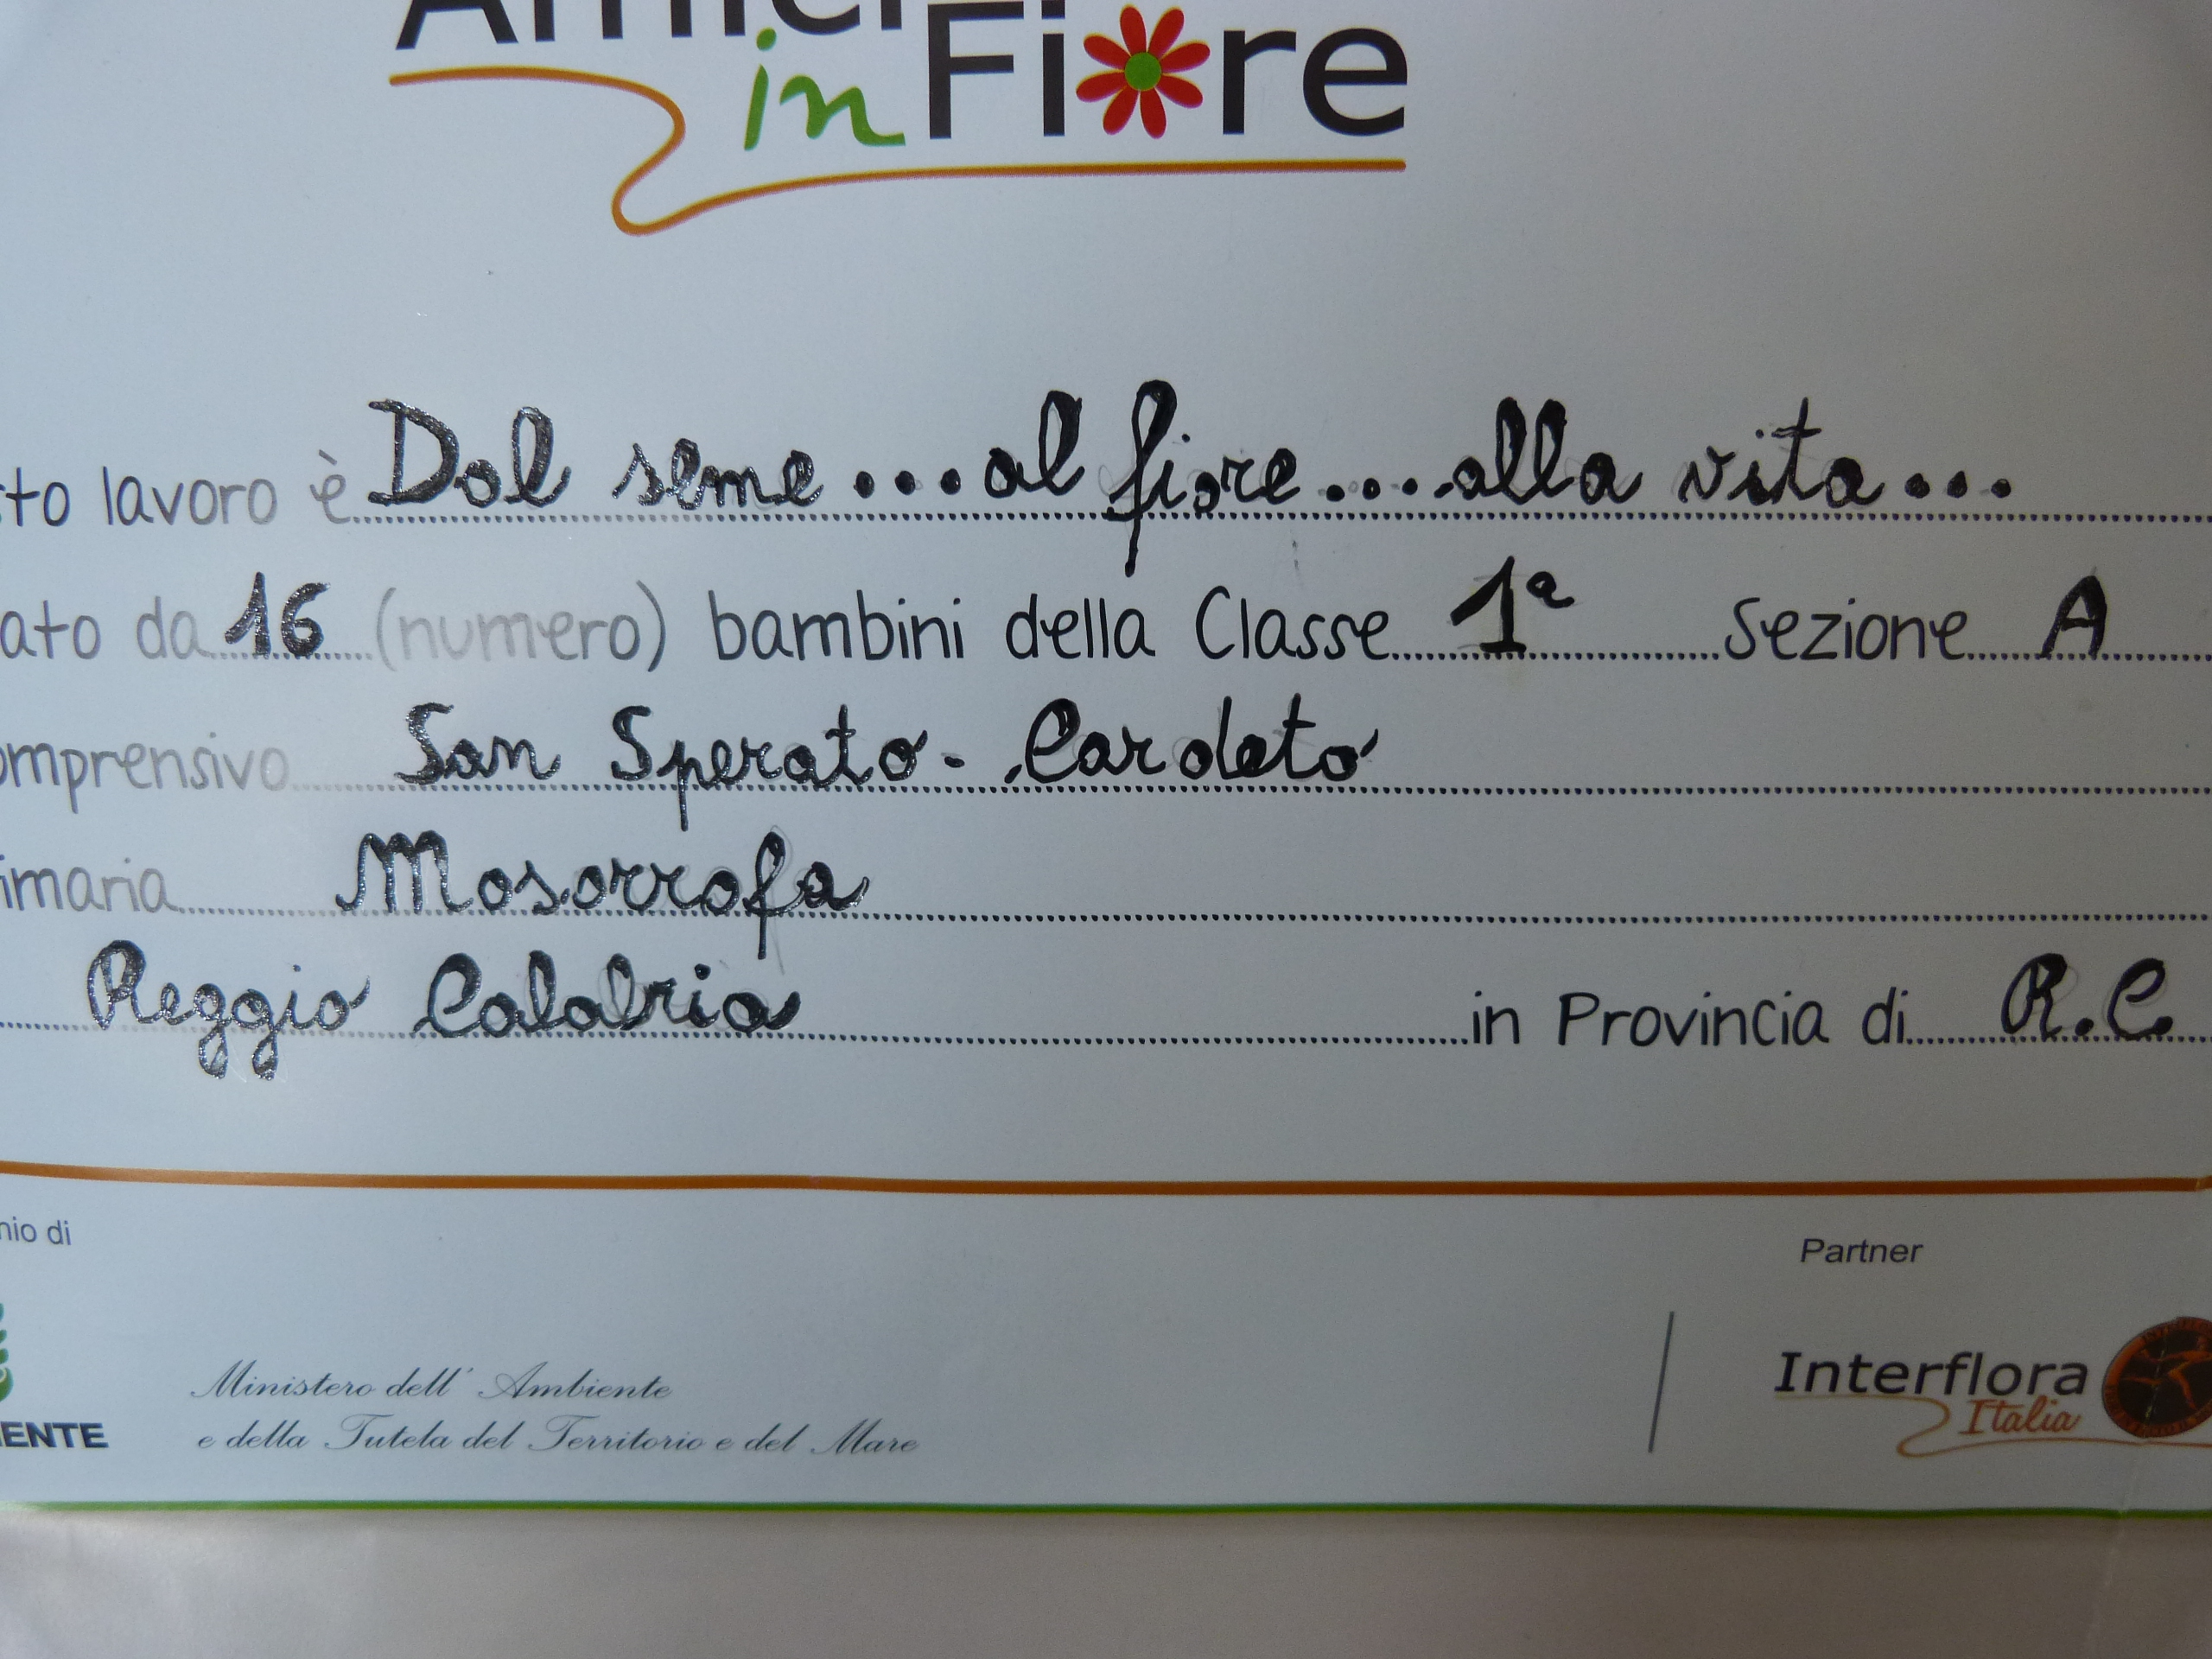 Amici
in Fiore
sto lavoro è Dal seme...al fiore....alla vita...
ato da 16 (numero) bambini della Classe 1ª Sezione A
omprensivo San Sperato - Cardeto
imaria Mosorrofa
Reggio Calabria in Provincia di R.C.
nio di
Partner
IENTE
Ministero dell'Ambiente
e della Tutela del Territorio e del Mare
Interflora
Italia